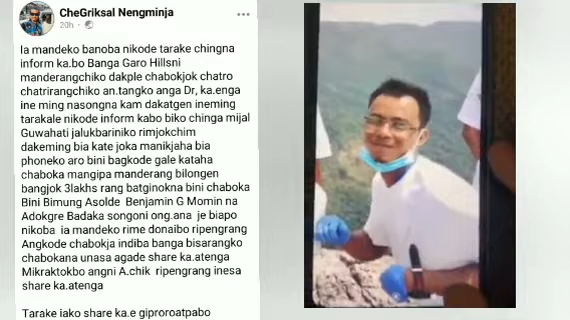 CheGriksal Nengminja
20h
Ia mandeko banoba nikode tarake chingna
inform ka.bo Banga Garo Hillsni
manderangchiko dakple chabokjok chatro
chatrirangchiko an.tangko anga Dr, ka.enga
ine ming nasongna kam dakatgen ineming
tarakale nikode inform kabo biko chinga mijal
Guwahati jalukbariniko rimjokchim
dakeming bia kate joka manikjaha bia
phoneko aro bini bagkode gale kataha
chaboka mangipa manderang bilongen
bangjok 3lakhs rang batginokna bini chaboka
Bini Bimung Asolde Benjamin G Momin na
Adokgre Badaka songoni ong.ana je biapo
nikoba ia mandeko rime donaibo ripengrang
Angkode chabokja indiba banga bisarangko
chabokana unasa agade share ka.atenga
Mikraktokbo angni A.chik ripengrang inesa
share ka.atenga
Tarake iako share ka.e giproroatpabo